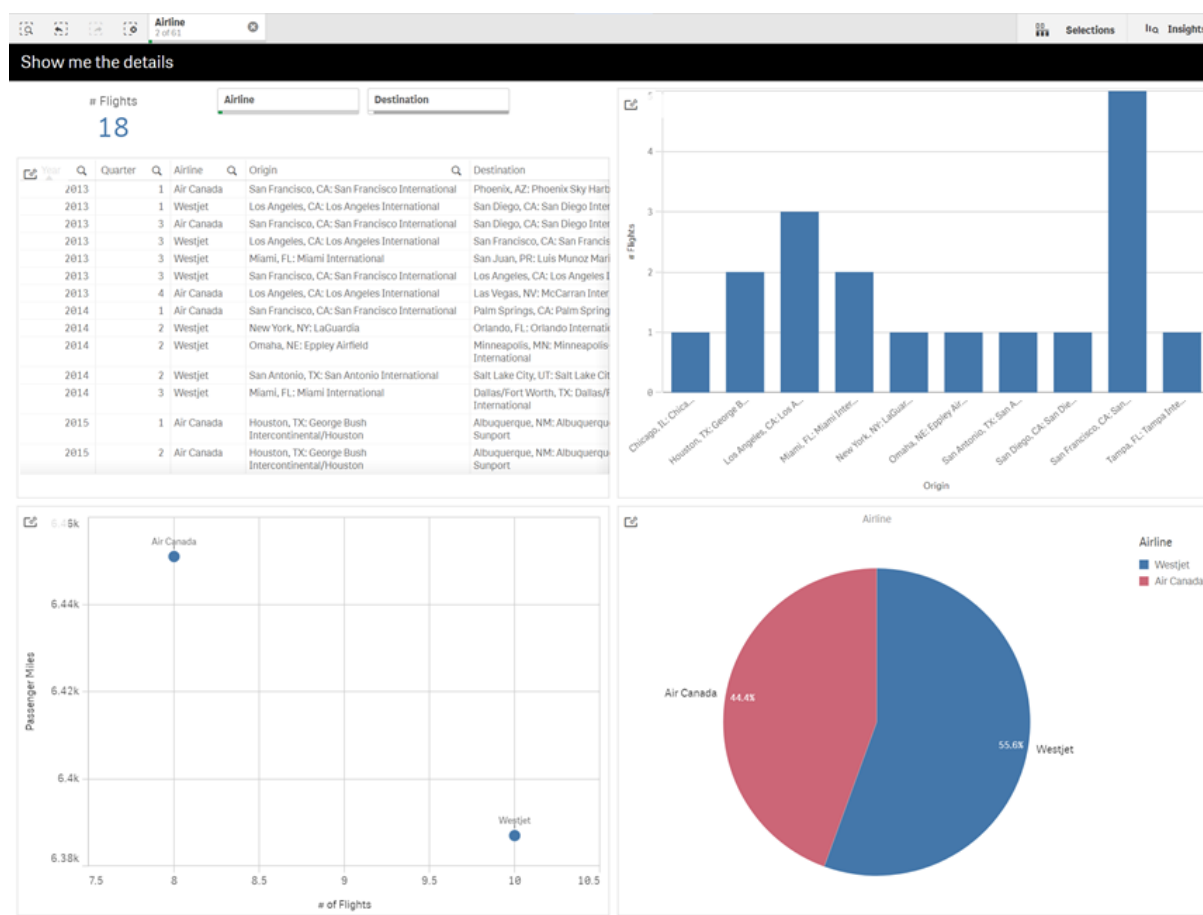 Airline
2 of 61
Selections
Insights
Show me the details
# Flights
18
Airline
Destination
Year Quarter Airline Origin Destination
2013 1 Air Canada San Francisco, CA: San Francisco International Phoenix, AZ: Phoenix Sky Harb
2013 1 Westjet Los Angeles, CA: Los Angeles International San Diego, CA: San Diego Inter
2013 3 Air Canada San Francisco, CA: San Francisco International San Diego, CA: San Diego Inter
2013 3 Westjet Los Angeles, CA: Los Angeles International San Francisco, CA: San Francis
2013 3 Westjet Miami, FL: Miami International San Juan, PR: Luis Munoz Mari
2013 3 Westjet San Francisco, CA: San Francisco International Los Angeles, CA: Los Angeles I
2013 4 Air Canada Los Angeles, CA: Los Angeles International Las Vegas, NV: McCarran Inter
2014 1 Air Canada San Francisco, CA: San Francisco International Palm Springs, CA: Palm Spring
2014 2 Westjet New York, NY: LaGuardia Orlando, FL: Orlando Internati
2014 2 Westjet Omaha, NE: Eppley Airfield Minneapolis, MN: Minneapolis-
International
2014 2 Westjet San Antonio, TX: San Antonio International Salt Lake City, UT: Salt Lake Cit
2014 3 Westjet Miami, FL: Miami International Dallas/Fort Worth, TX: Dallas/F
International
2015 1 Air Canada Houston, TX: George Bush Albuquerque, NM: Albuquerqu
Intercontinental/Houston Sunport
2015 2 Air Canada Houston, TX: George Bush Albuquerque, NM: Albuquerqu
Intercontinental/Houston Sunport
# Flights
5
4
3
2
1
0
Chicago, IL: Chica...
Houston, TX: George B...
Los Angeles, CA: Los A...
Miami, FL: Miami Inter...
New York, NY: LaGuar...
Omaha, NE: Eppley Air...
San Antonio, TX: San A...
San Diego, CA: San Die...
San Francisco, CA: San...
Tampa, FL: Tampa Inte...
Origin
Passenger Miles
6.46k
6.44k
6.42k
6.4k
6.38k
Air Canada
Westjet
7.5 8 8.5 9 9.5 10 10.5
# of Flights
Airline
Airline
Westjet
Air Canada
Air Canada
44.4%
55.6%
Westjet